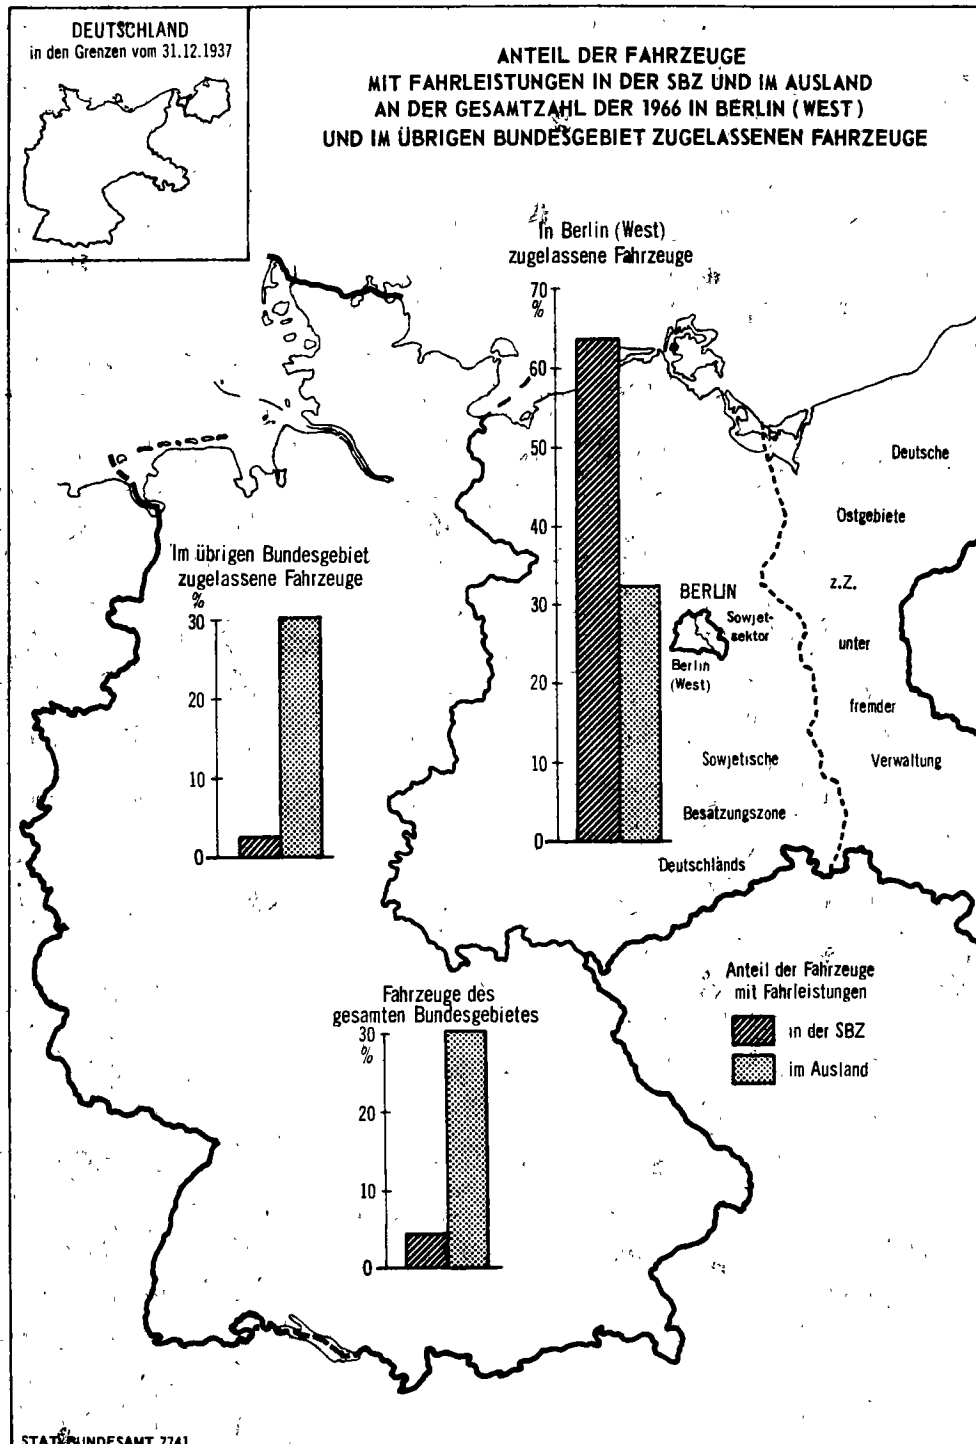 DEUTSCHLAND
in den Grenzen vom 31.12.1937
ANTEIL DER FAHRZEUGE
MIT FAHRLEISTUNGEN IN DER SBZ UND IM AUSLAND
AN DER GESAMTZAHL DER 1966 IN BERLIN (WEST)
UND IM ÜBRIGEN BUNDESGEBIET ZUGELASSENEN FAHRZEUGE
In Berlin (West)
zugelassene Fahrzeuge
70
%
60
50
40
30
20
10
0
Deutsche
Ostgebiete
z.Z.
unter
fremder
Verwaltung
BERLIN
Sowjet-
sektor
Berlin
(West)
Sowjetische
Besatzungszone
Deutschlands
Im übrigen Bundesgebiet
zugelassene Fahrzeuge
%
30
20
10
0
Fahrzeuge des
gesamten Bundesgebietes
30
%
20
10
0
Anteil der Fahrzeuge
mit Fahrleistungen
in der SBZ
im Ausland
STAT. BUNDESAMT 7741